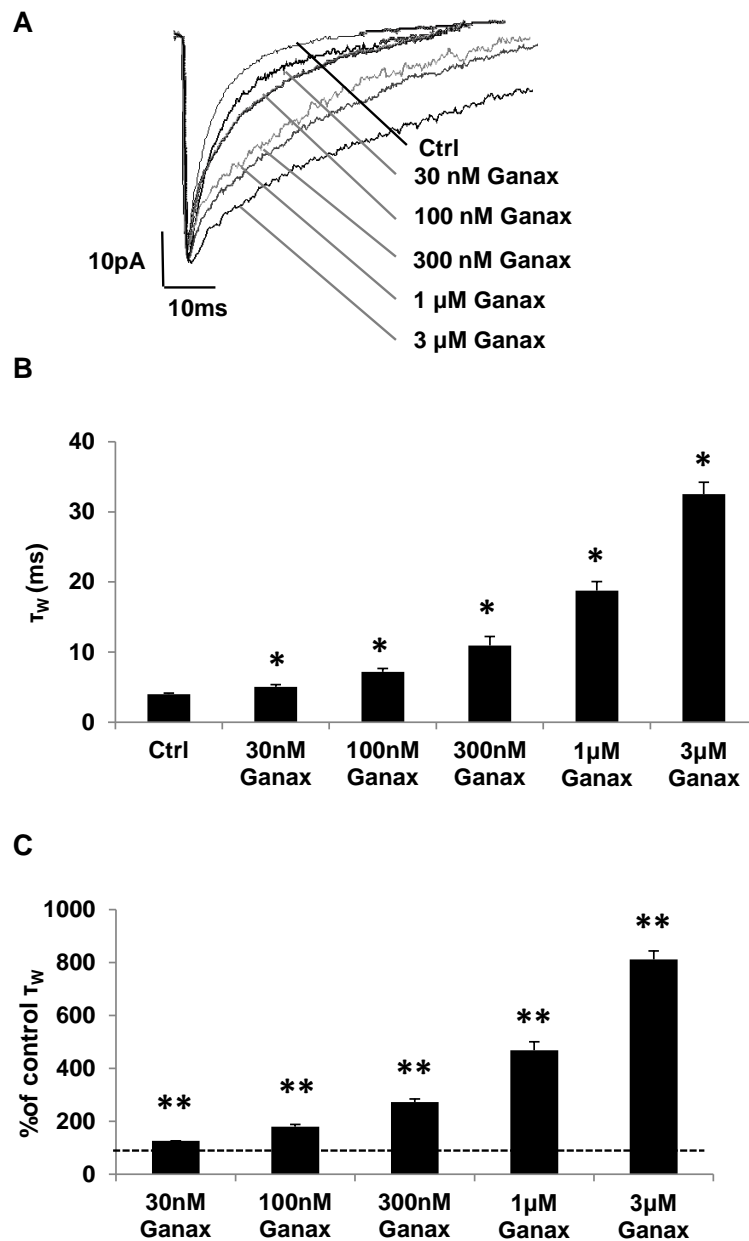 A
Ctrl
30 nM Ganax
100 nM Ganax
300 nM Ganax
1 µM Ganax
3 µM Ganax
10pA
10ms
B
40
30
20
10
0
τW (ms)
*
*
*
*
*
Ctrl
30nM Ganax
100nM Ganax
300nM Ganax
1µM Ganax
3µM Ganax
C
1000
800
600
400
200
0
%of control τW
**
**
**
**
**
30nM Ganax
100nM Ganax
300nM Ganax
1µM Ganax
3µM Ganax